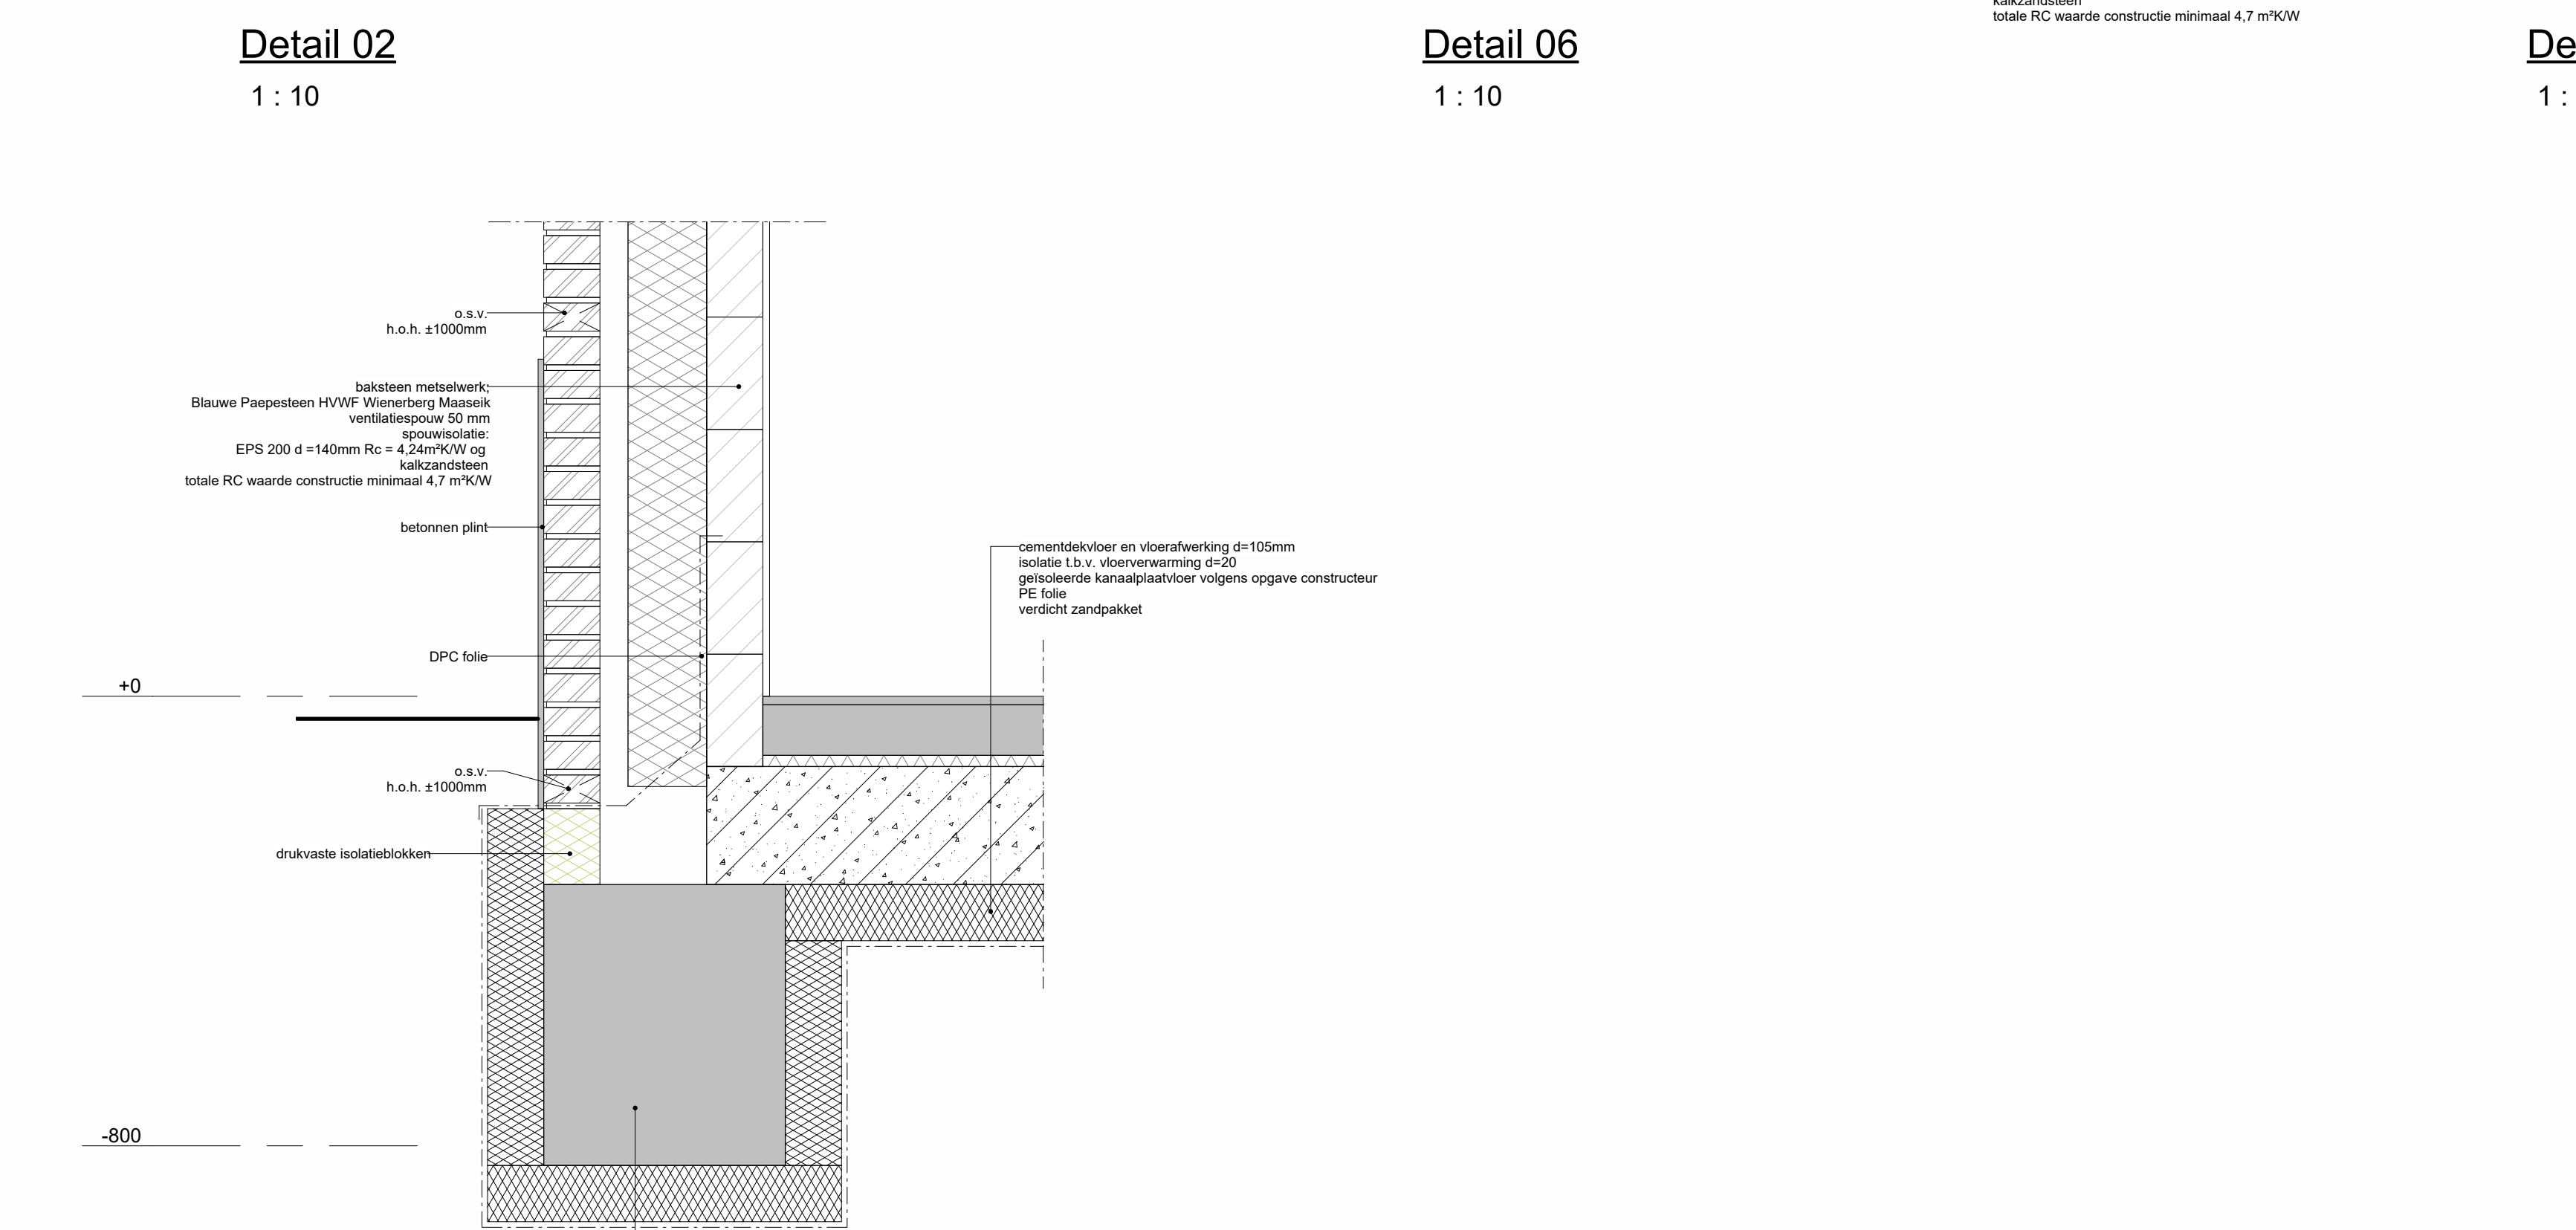 kalkzandsteen
totale RC waarde constructie minimaal 4,7 m²K/W
Detail 02
1 : 10
Detail 06
1 : 10
De
1 :
o.s.v.
h.o.h. ±1000mm
baksteen metselwerk;
Blauwe Paepesteen HVWF Wienerberg Maaseik
ventilatiespouw 50 mm
spouwisolatie:
EPS 200 d =140mm Rc = 4,24m²K/W og
kalkzandsteen
totale RC waarde constructie minimaal 4,7 m²K/W
betonnen plint
cementdekvloer en vloerafwerking d=105mm
isolatie t.b.v. vloerverwarming d=20
geïsoleerde kanaalplaatvloer volgens opgave constructeur
PE folie
verdicht zandpakket
DPC folie
+0
o.s.v.
h.o.h. ±1000mm
drukvaste isolatieblokken
-800